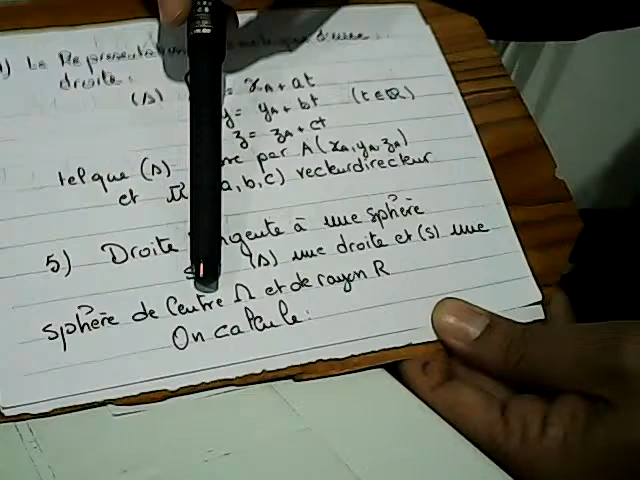 4) La Représentation d'une
droite.
(Δ) = xA + at
y = yA + bt (t ∈ ℝ)
z = zA + ct
tel que (Δ) par A(xA, yA, zA)
et a, b, c) vecteur directeur
5) Droite tangente à une sphère
(Δ) une droite et (S) une
sphère de Centre Ω et de rayon R
On calcule: